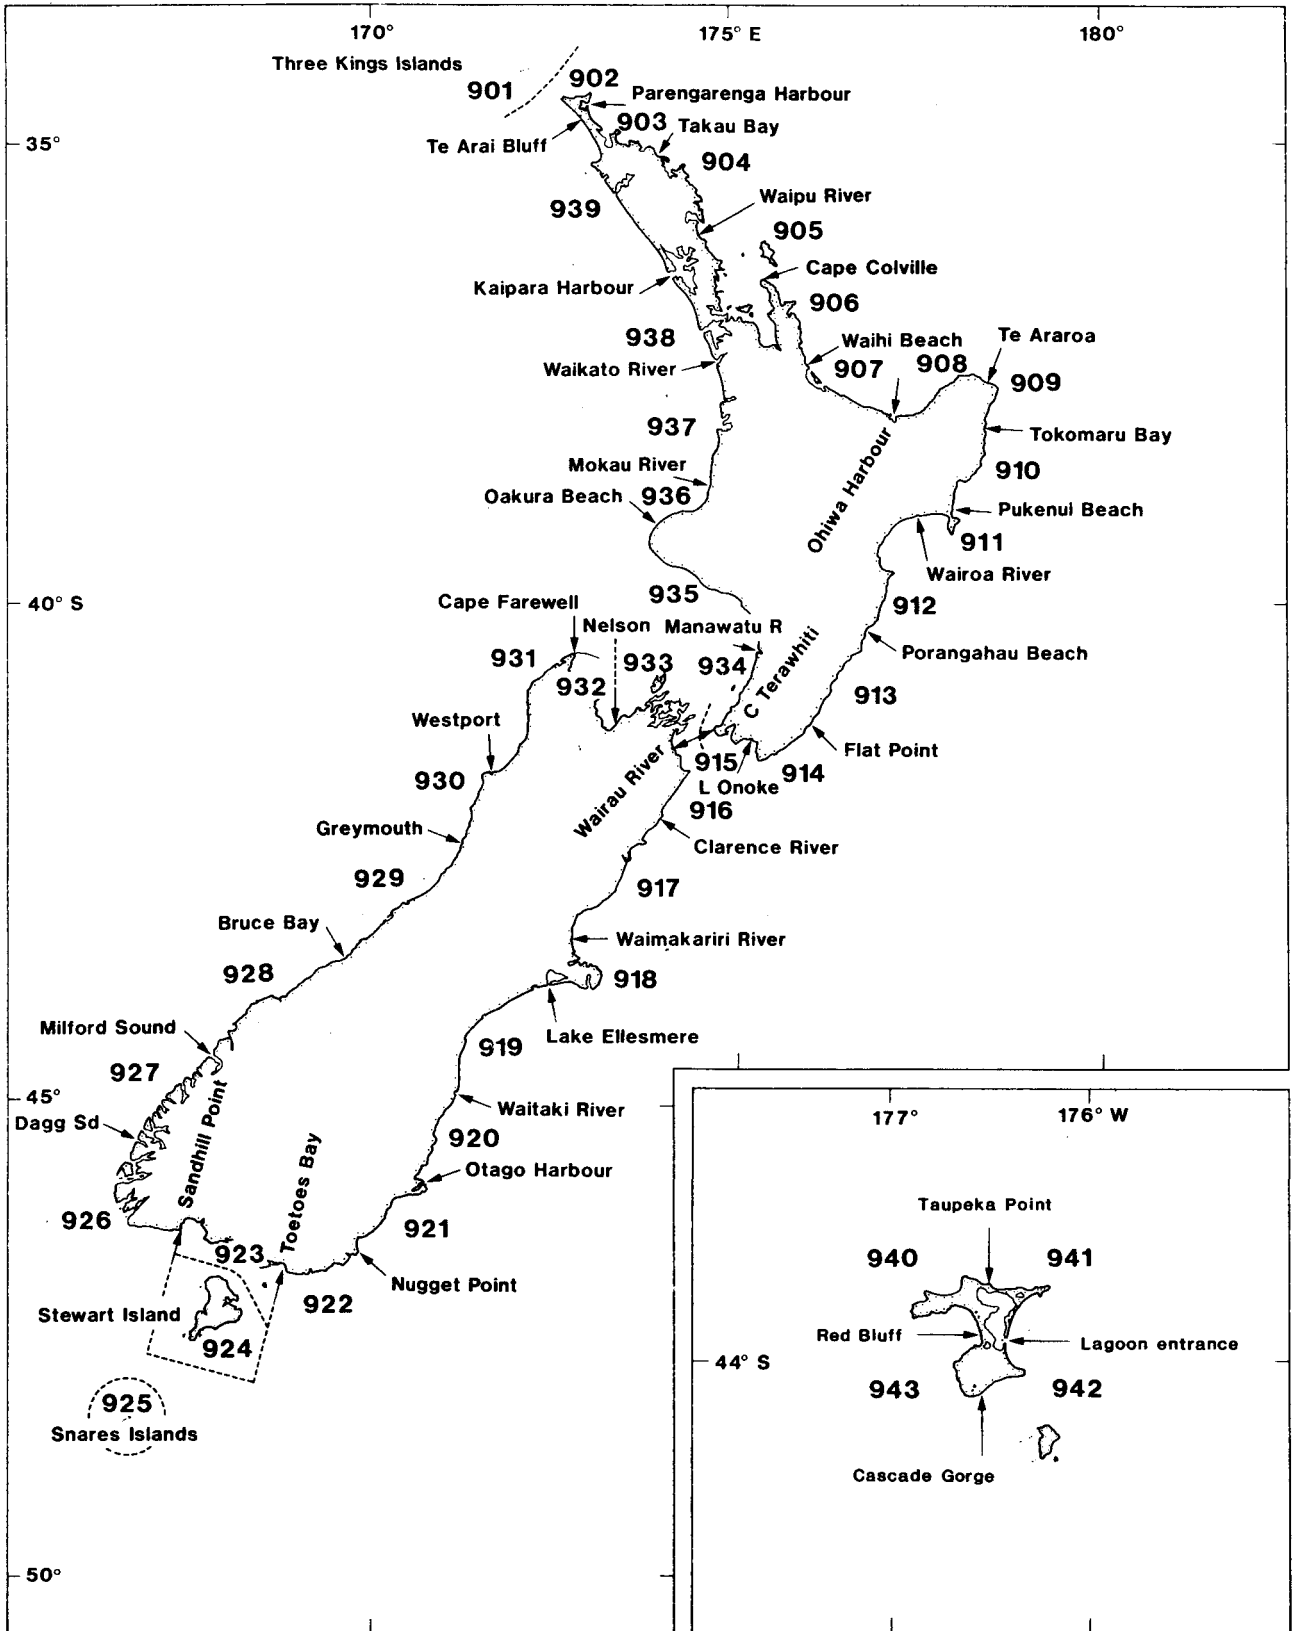 170°
175° E
180°
Three Kings Islands
901
902
Parengarenga Harbour
903
Takau Bay
35°
Te Arai Bluff
904
Waipu River
939
905
Cape Colville
Kaipara Harbour
906
938
Waihi Beach
Te Araroa
Waikato River
907
908
909
937
Tokomaru Bay
Mokau River
910
Oakura Beach
936
Ohiwa Harbour
Pukenui Beach
911
Wairoa River
935
40° S
Cape Farewell
912
Nelson
Manawatu R
931
932
933
934
C Terawhiti
Porangahau Beach
913
Westport
Flat Point
930
Wairau River
915
914
L Onoke
916
Greymouth
Clarence River
929
917
Bruce Bay
Waimakariri River
928
918
Milford Sound
Lake Ellesmere
919
927
45°
Sandhill Point
Waitaki River
Dagg Sd
920
Toetoes Bay
Otago Harbour
926
921
923
Nugget Point
922
Stewart Island
924
925
Snares Islands
50°
177°
176° W
Taupeka Point
940
941
Red Bluff
Lagoon entrance
44° S
943
942
Cascade Gorge